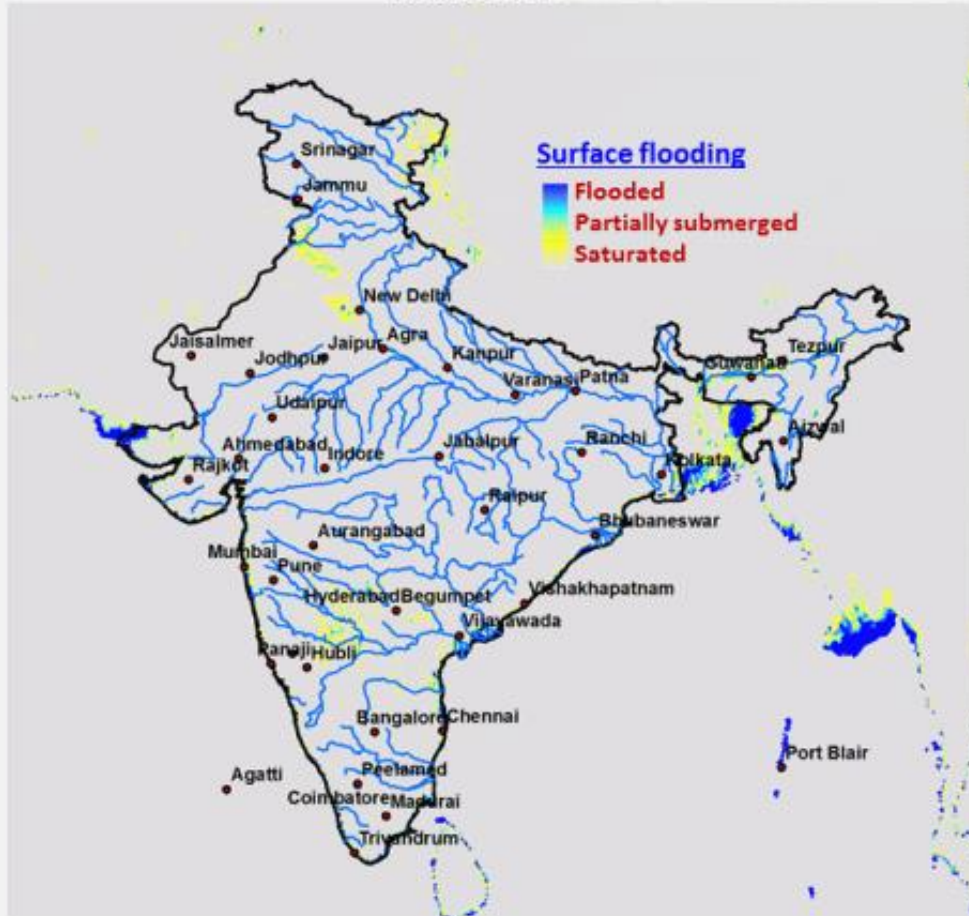 Surface flooding
Flooded
Partially submerged
Saturated
Srinagar
Jammu
New Delhi
Jaisalmer
Jodhpur
Jaipur
Agra
Kanpur
Tezpur
Varanasi
Patna
Udaipur
Ahmedabad
Indore
Jabalpur
Ranchi
Aizwal
Rajkot
Kolkata
Raipur
Aurangabad
Bhubaneswar
Mumbai
Pune
Hyderabad
Begumpet
Vishakhapatnam
Vijayawada
Panaji
Hubli
Bangalore
Chennai
Port Blair
Agatti
Peelamed
Coimbatore
Madurai
Trivandrum